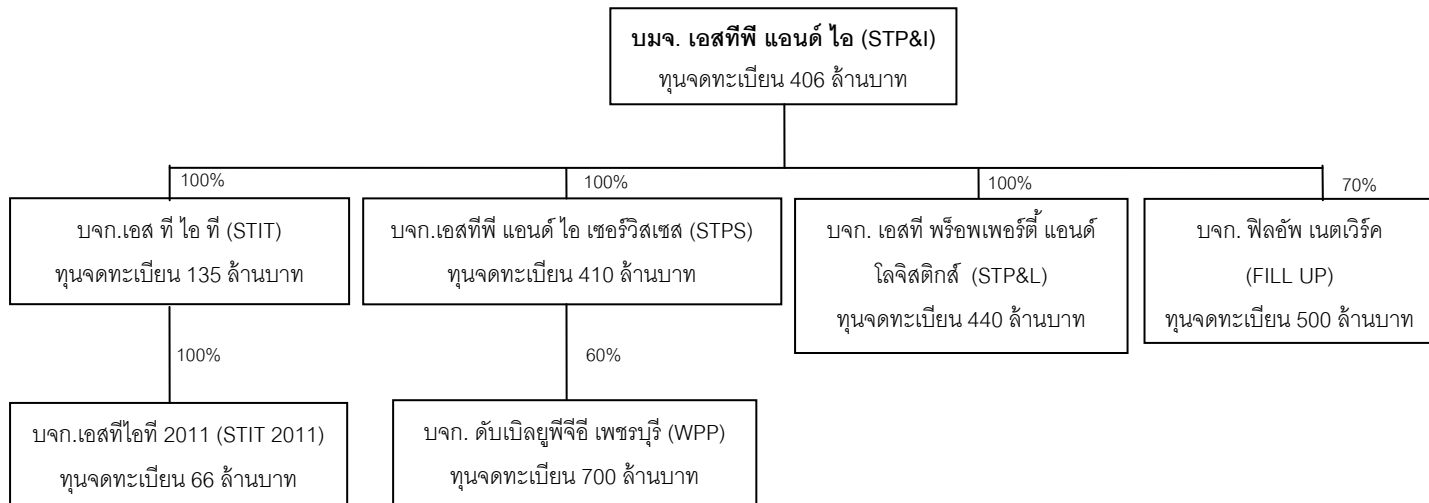 บมจ. เอสทีพี แอนด์ ไอ (STP&I)
ทุนจดทะเบียน 406 ล้านบาท
100%
100%
100%
70%
บจก.เอส ที ไอ ที (STIT)
ทุนจดทะเบียน 135 ล้านบาท
บจก.เอสทีพี แอนด์ ไอ เซอร์วิสเซส (STPS)
ทุนจดทะเบียน 410 ล้านบาท
บจก. เอสที พร็อพเพอร์ตี้ แอนด์
โลจิสติกส์ (STP&L)
ทุนจดทะเบียน 440 ล้านบาท
บจก. ฟิลอัพ เนตเวิร์ค
(FILL UP)
ทุนจดทะเบียน 500 ล้านบาท
100%
60%
บจก.เอสทีไอที 2011 (STIT 2011)
ทุนจดทะเบียน 66 ล้านบาท
บจก. ดับเบิลยูพีจีอี เพชรบุรี (WPP)
ทุนจดทะเบียน 700 ล้านบาท